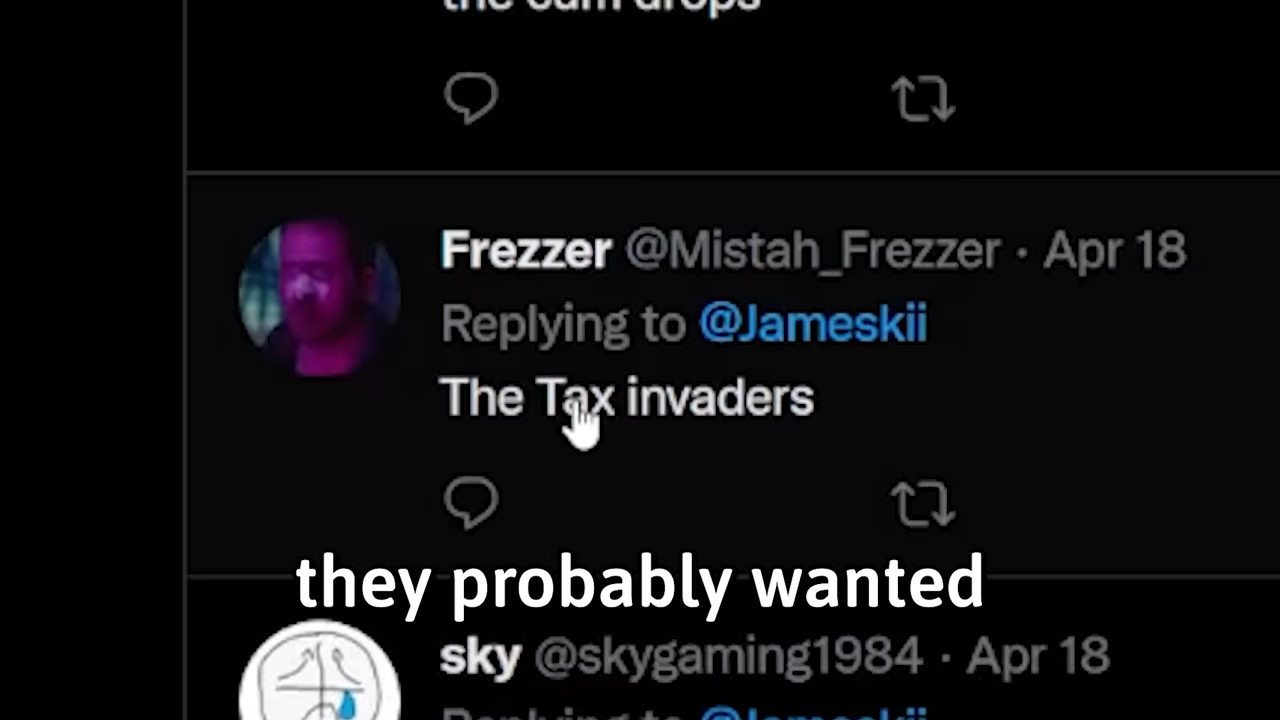 the cum drops
Frezzer @Mistah_Frezzer · Apr 18
Replying to @Jameskii
The Tax invaders
they probably wanted
sky @skygaming1984 · Apr 18
Replying to @Jameskii